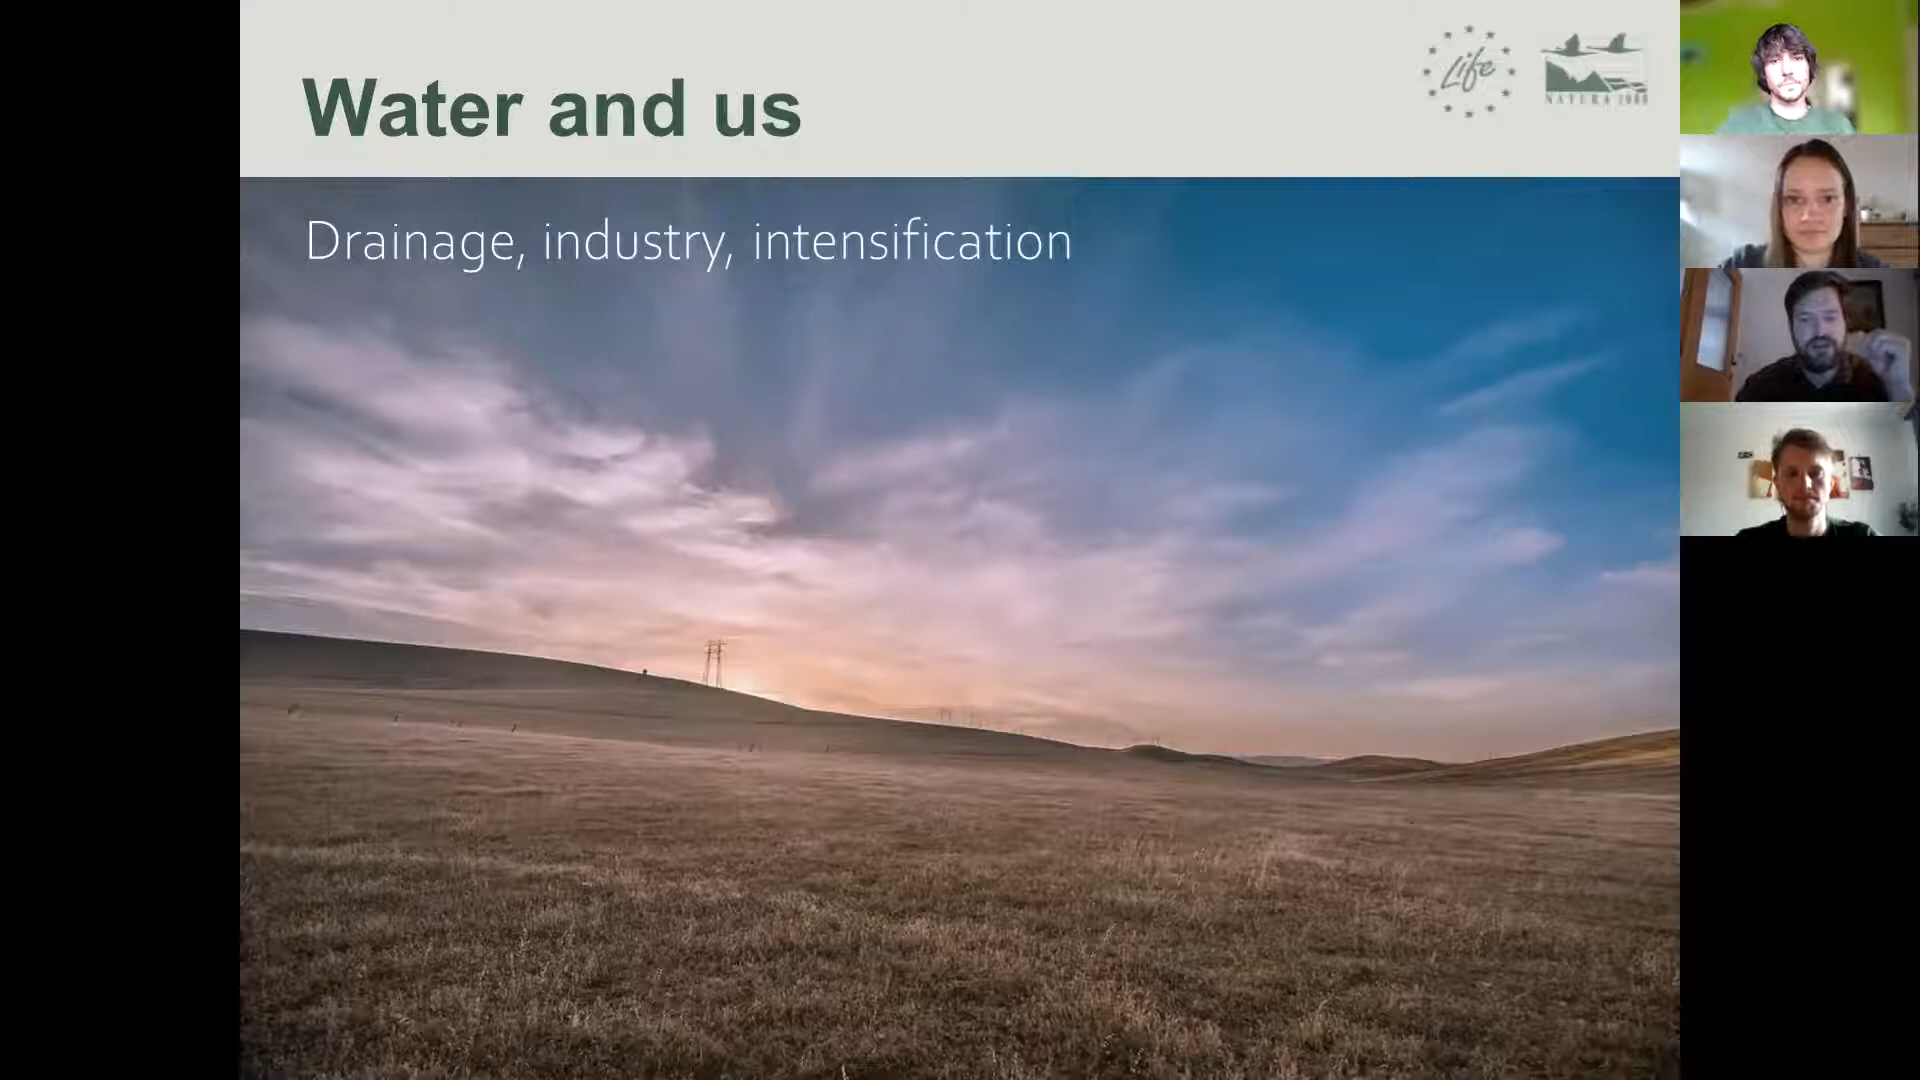 Water and us
Life
NATURA 2000
Drainage, industry, intensification